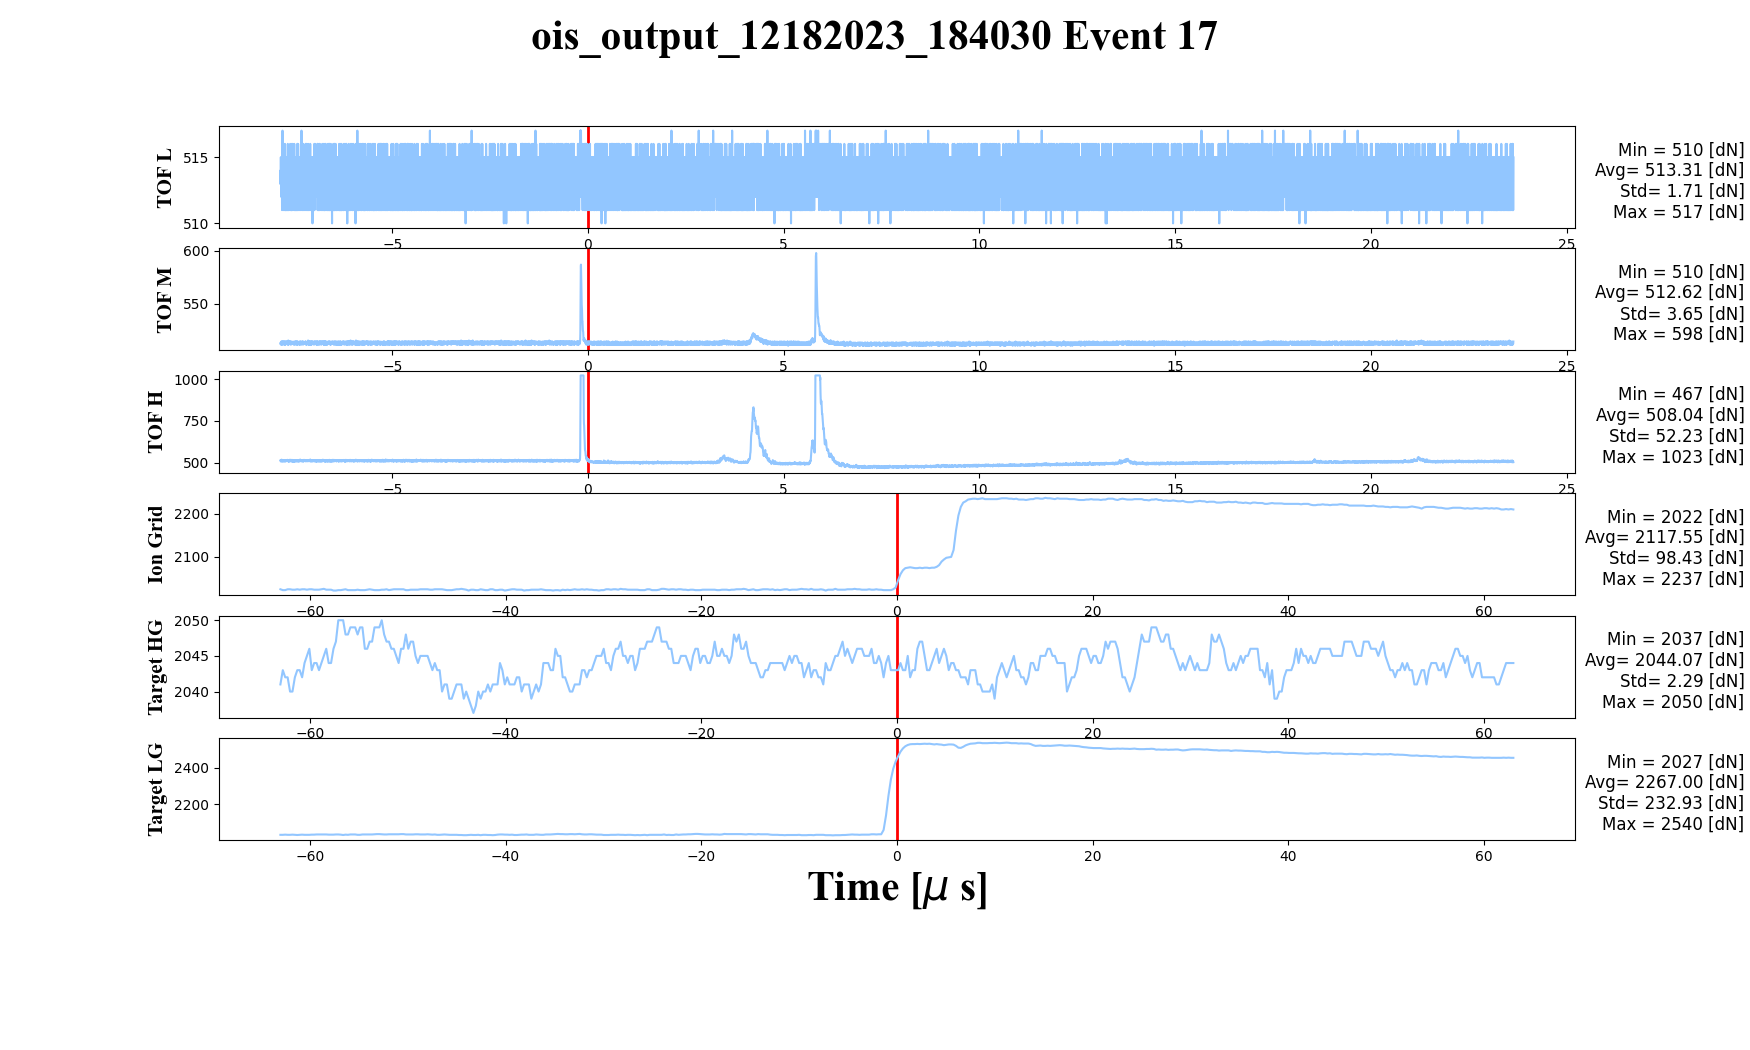 ois_output_12182023_184030 Event 17
TOF L
515
510
−5 0 5 10 15 20 25
Min = 510 [dN]
Avg= 513.31 [dN]
Std= 1.71 [dN]
Max = 517 [dN]
TOF M
600
550
−5 0 5 10 15 20 25
Min = 510 [dN]
Avg= 512.62 [dN]
Std= 3.65 [dN]
Max = 598 [dN]
TOF H
1000
750
500
−5 0 5 10 15 20 25
Min = 467 [dN]
Avg= 508.04 [dN]
Std= 52.23 [dN]
Max = 1023 [dN]
Ion Grid
2200
2100
−60 −40 −20 0 20 40 60
Min = 2022 [dN]
Avg= 2117.55 [dN]
Std= 98.43 [dN]
Max = 2237 [dN]
Target HG
2050
2045
2040
−60 −40 −20 0 20 40 60
Min = 2037 [dN]
Avg= 2044.07 [dN]
Std= 2.29 [dN]
Max = 2050 [dN]
Target LG
2400
2200
−60 −40 −20 0 20 40 60
Min = 2027 [dN]
Avg= 2267.00 [dN]
Std= 232.93 [dN]
Max = 2540 [dN]
Time [μ s]